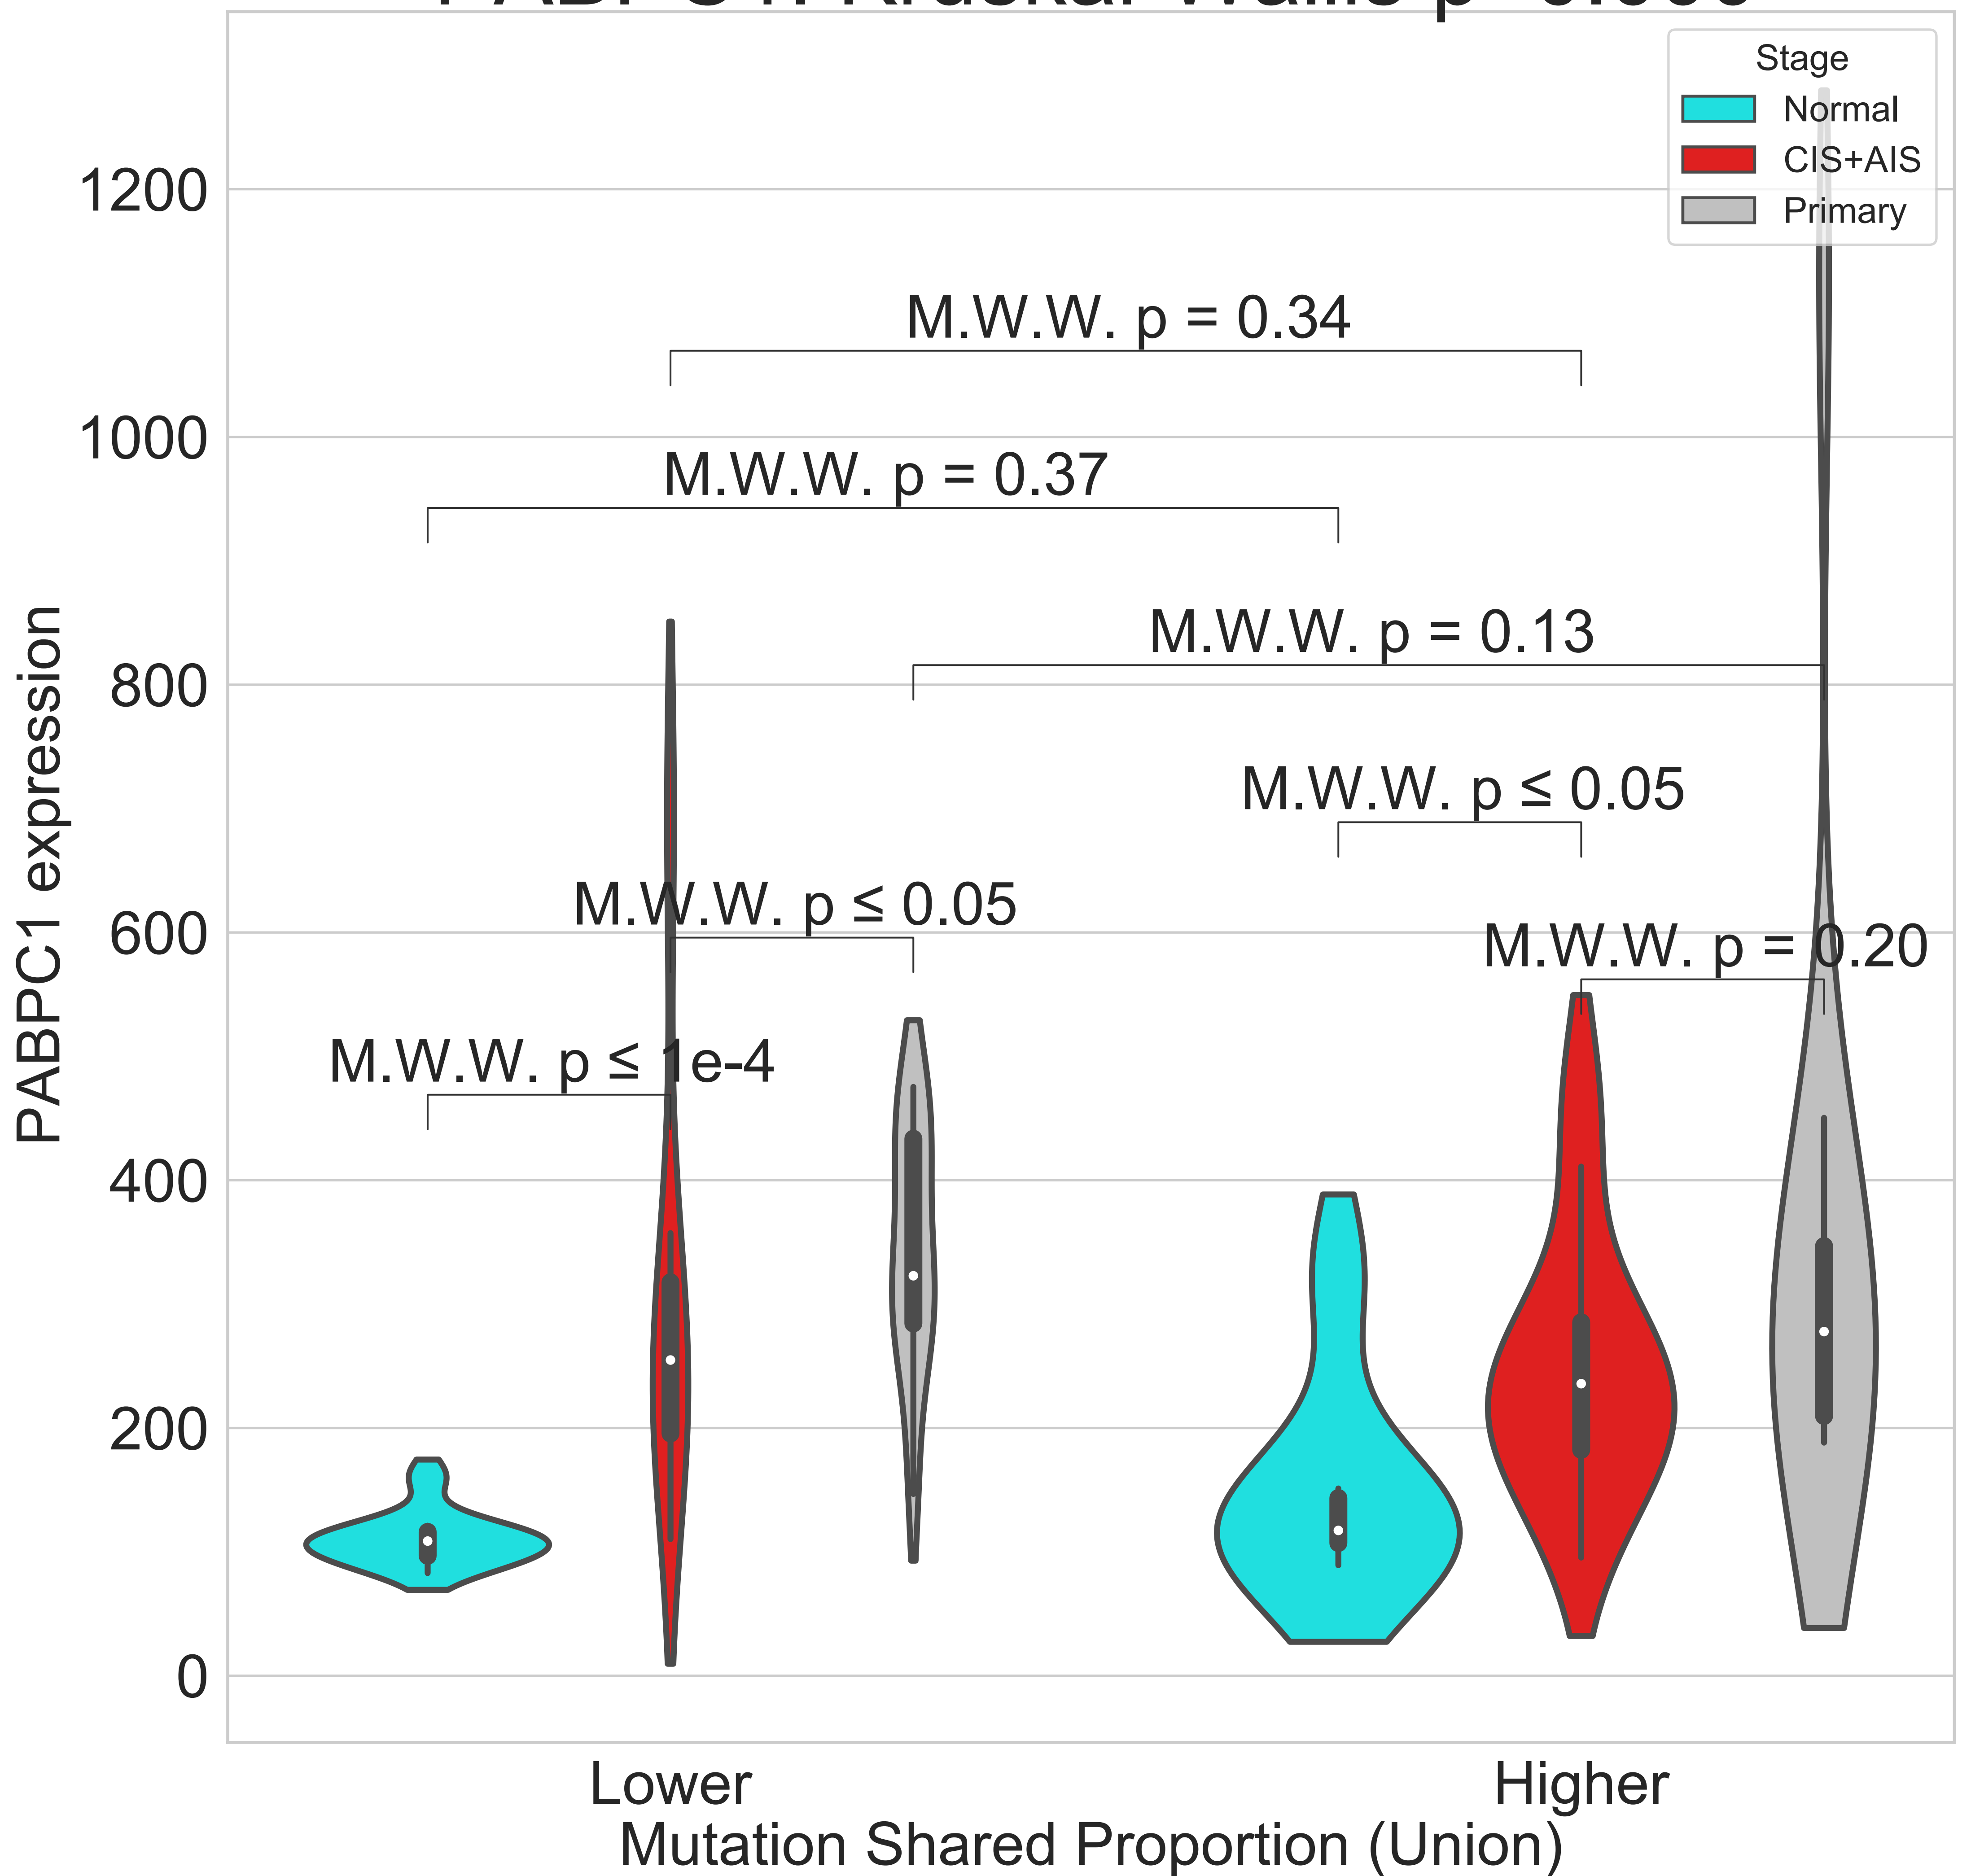 Stage
Normal
CIS+AIS
Primary
1200
1000
800
600
400
200
0
PABPC1 expression
M.W.W. p = 0.34
M.W.W. p = 0.37
M.W.W. p = 0.13
M.W.W. p ≤ 0.05
M.W.W. p ≤ 0.05
M.W.W. p = 0.20
M.W.W. p ≤ 1e-4
Lower
Higher
Mutation Shared Proportion (Union)